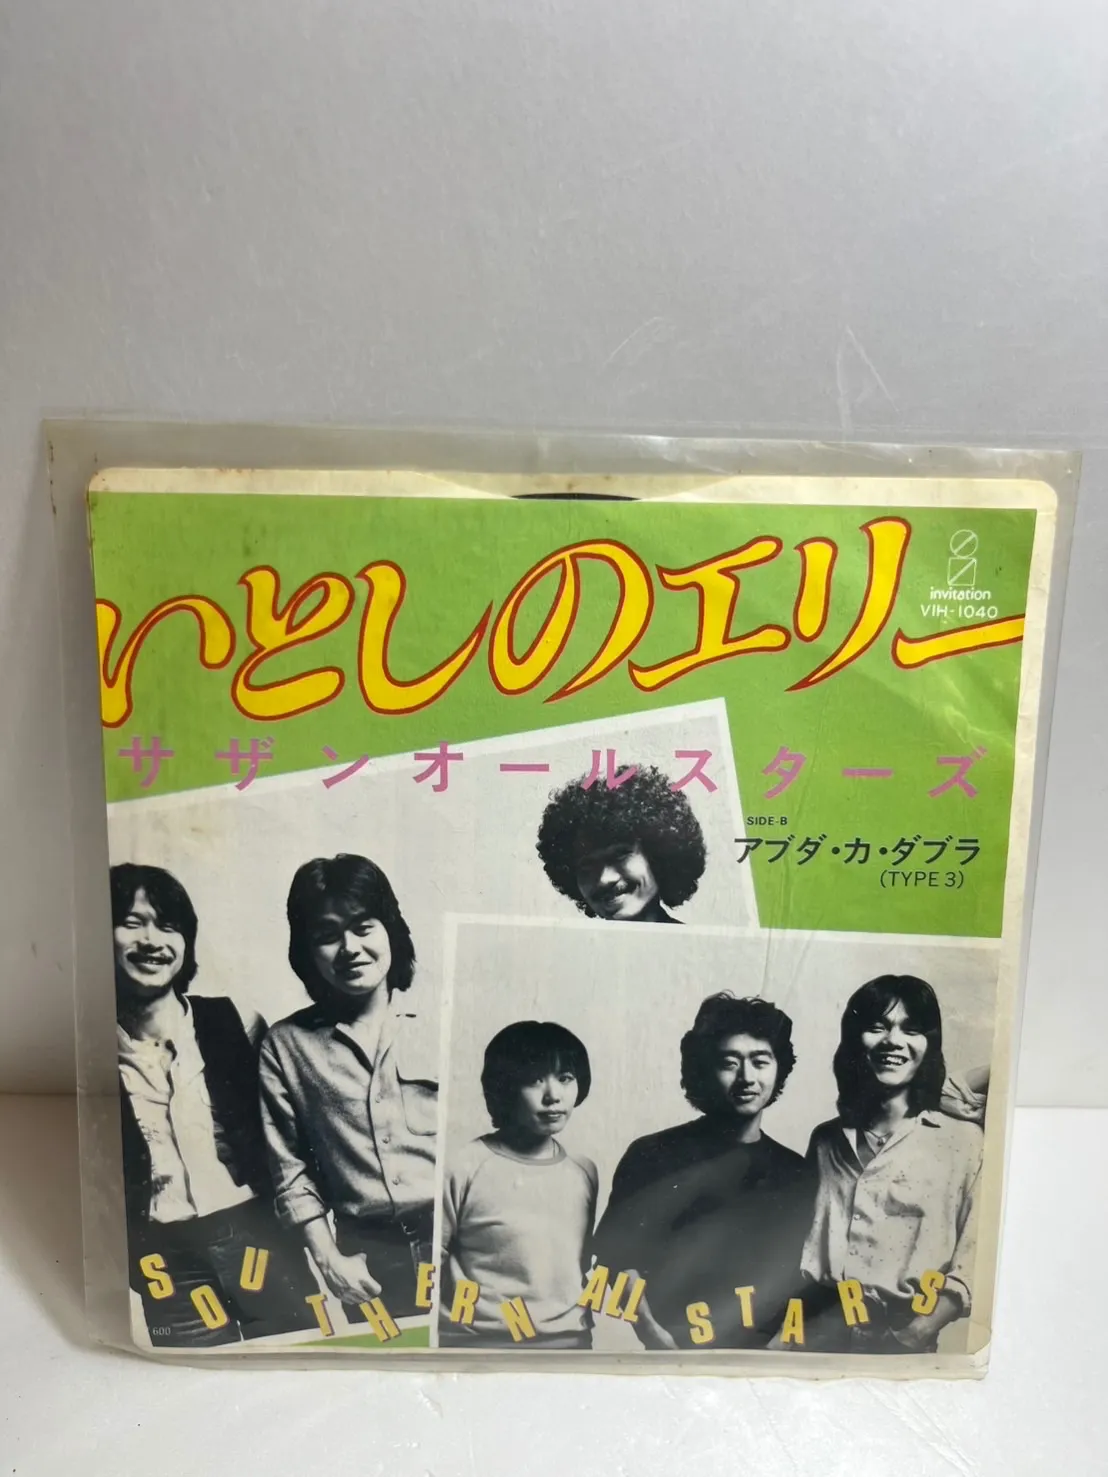 いとしのエリー
invitation
VIH-1040
サザンオールスターズ
SIDE-B
アブダ・カ・ダブラ
(TYPE 3)
SOUTHERN ALL STARS
600